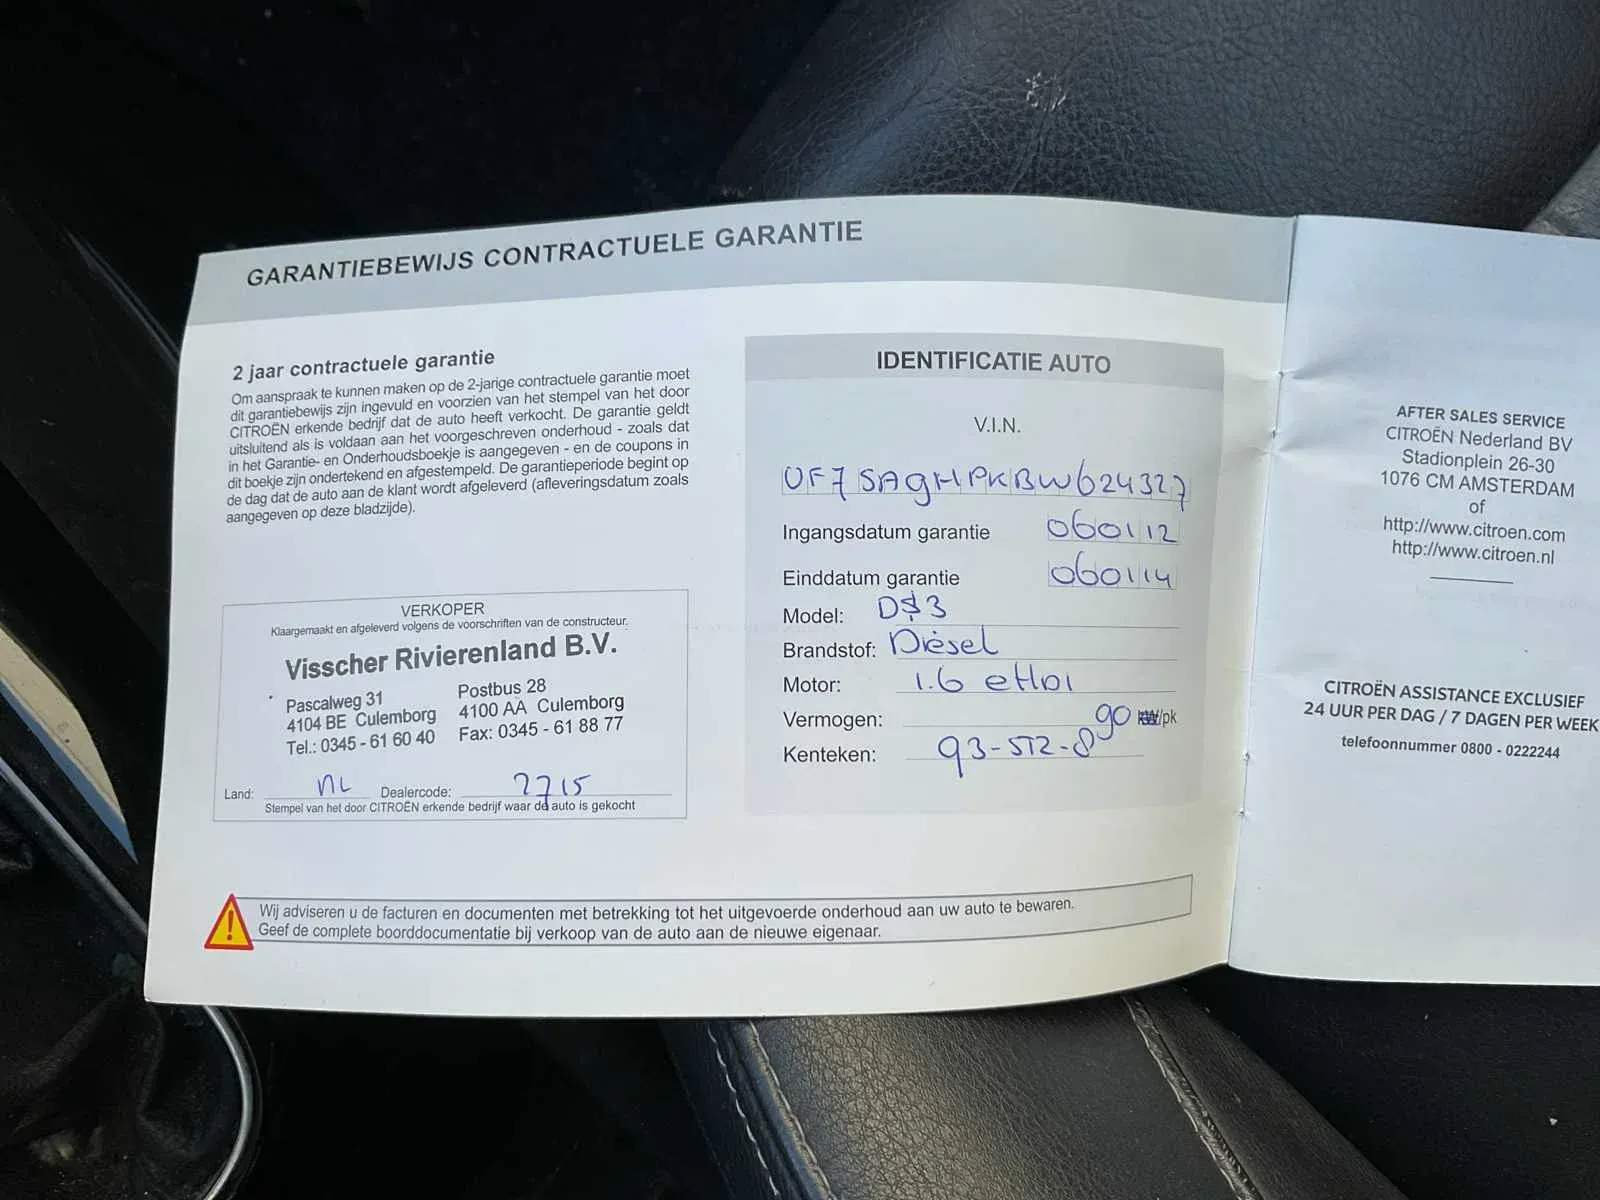 GARANTIEBEWIJS CONTRACTUELE GARANTIE
2 jaar contractuele garantie
Om aanspraak te kunnen maken op de 2-jarige contractuele garantie moet
dit garantiebewijs zijn ingevuld en voorzien van het stempel van het door
CITROËN erkende bedrijf dat de auto heeft verkocht. De garantie geldt
uitsluitend als is voldaan aan het voorgeschreven onderhoud - zoals dat
in het Garantie- en Onderhoudsboekje is aangegeven - en de coupons in
dit boekje zijn ondertekend en afgestempeld. De garantieperiode begint op
de dag dat de auto aan de klant wordt afgeleverd (afleveringsdatum zoals
aangegeven op deze bladzijde).
VERKOPER
Klaargemaakt en afgeleverd volgens de voorschriften van de constructeur.
Visscher Rivierenland B.V.
Pascalweg 31
4104 BE Culemborg
Tel.: 0345 - 61 60 40
Postbus 28
4100 AA Culemborg
Fax: 0345 - 61 88 77
Land: NL Dealercode: 2715
Stempel van het door CITROËN erkende bedrijf waar de auto is gekocht
IDENTIFICATIE AUTO
V.I.N.
UF7SAGHPKBW624327
Ingangsdatum garantie 060112
Einddatum garantie 060114
Model: DS3
Brandstof: Diesel
Motor: 1.6 eHDI
Vermogen: 90 kW/pk
Kenteken: 93-STZ-8
Wij adviseren u de facturen en documenten met betrekking tot het uitgevoerde onderhoud aan uw auto te bewaren.
Geef de complete boorddocumentatie bij verkoop van de auto aan de nieuwe eigenaar.
AFTER SALES SERVICE
CITROËN Nederland BV
Stadionplein 26-30
1076 CM AMSTERDAM
of
http://www.citroen.com
http://www.citroen.nl
CITROËN ASSISTANCE EXCLUSIEF
24 UUR PER DAG / 7 DAGEN PER WEEK
telefoonnummer 0800 - 0222244